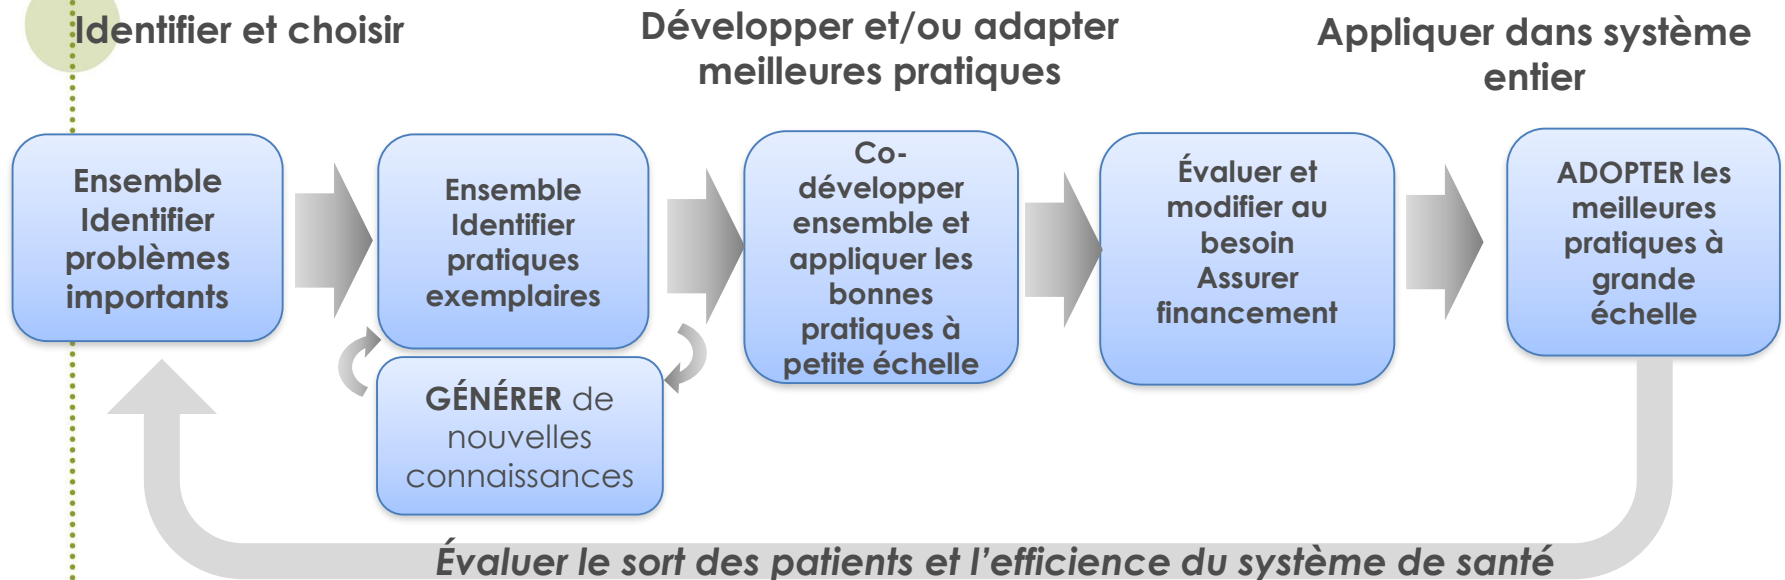 Identifier et choisir
Développer et/ou adapter
meilleures pratiques
Appliquer dans système
entier
Ensemble
Identifier
problèmes
importants
Ensemble
Identifier
pratiques
exemplaires
GÉNÉRER de
nouvelles
connaissances
Co-
développer
ensemble et
appliquer les
bonnes
pratiques à
petite échelle
Évaluer et
modifier au
besoin
Assurer
financement
ADOPTER les
meilleures
pratiques à
grande
échelle
Évaluer le sort des patients et l’efficience du système de santé